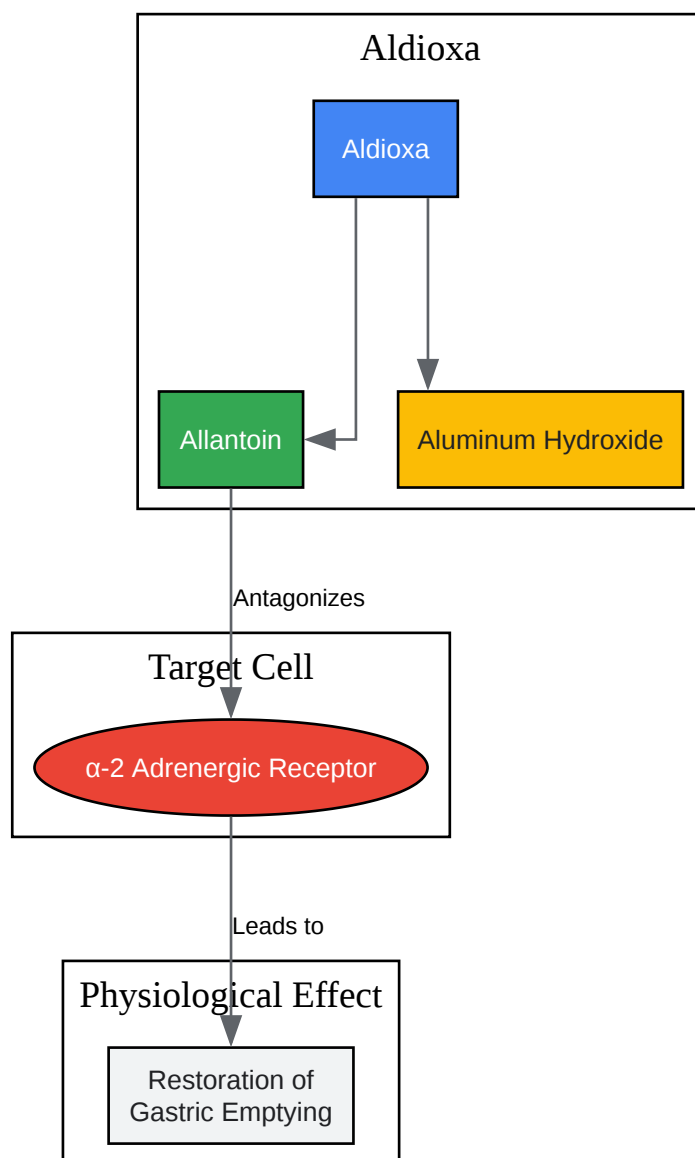 Aldioxa
Aldioxa
Allantoin
Aluminum Hydroxide
Antagonizes
Target Cell
α-2 Adrenergic Receptor
Leads to
Physiological Effect
Restoration of
Gastric Emptying